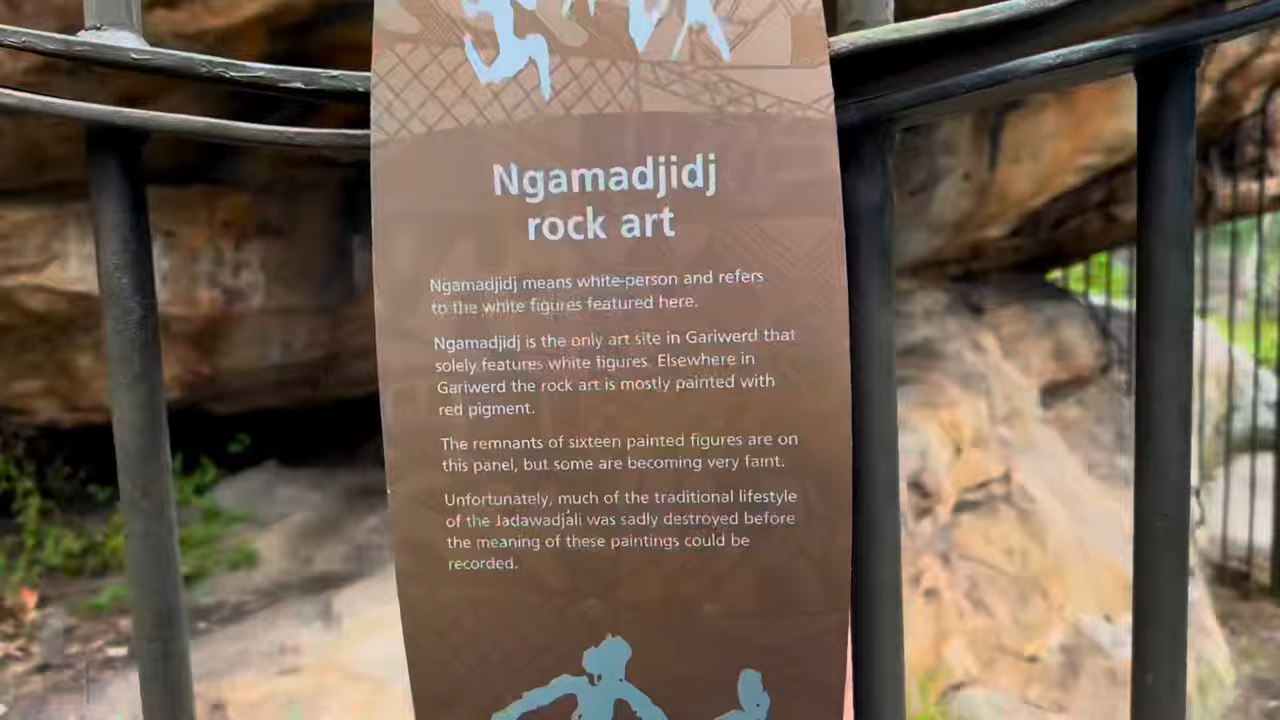 Ngamadjidj
rock art
Ngamadjidj means white-person and refers
to the white figures featured here.
Ngamadjidj is the only art site in Gariwerd that
solely features white figures. Elsewhere in
Gariwerd the rock art is mostly painted with
red pigment.
The remnants of sixteen painted figures are on
this panel, but some are becoming very faint.
Unfortunately, much of the traditional lifestyle
of the Jadawadjali was sadly destroyed before
the meaning of these paintings could be
recorded.